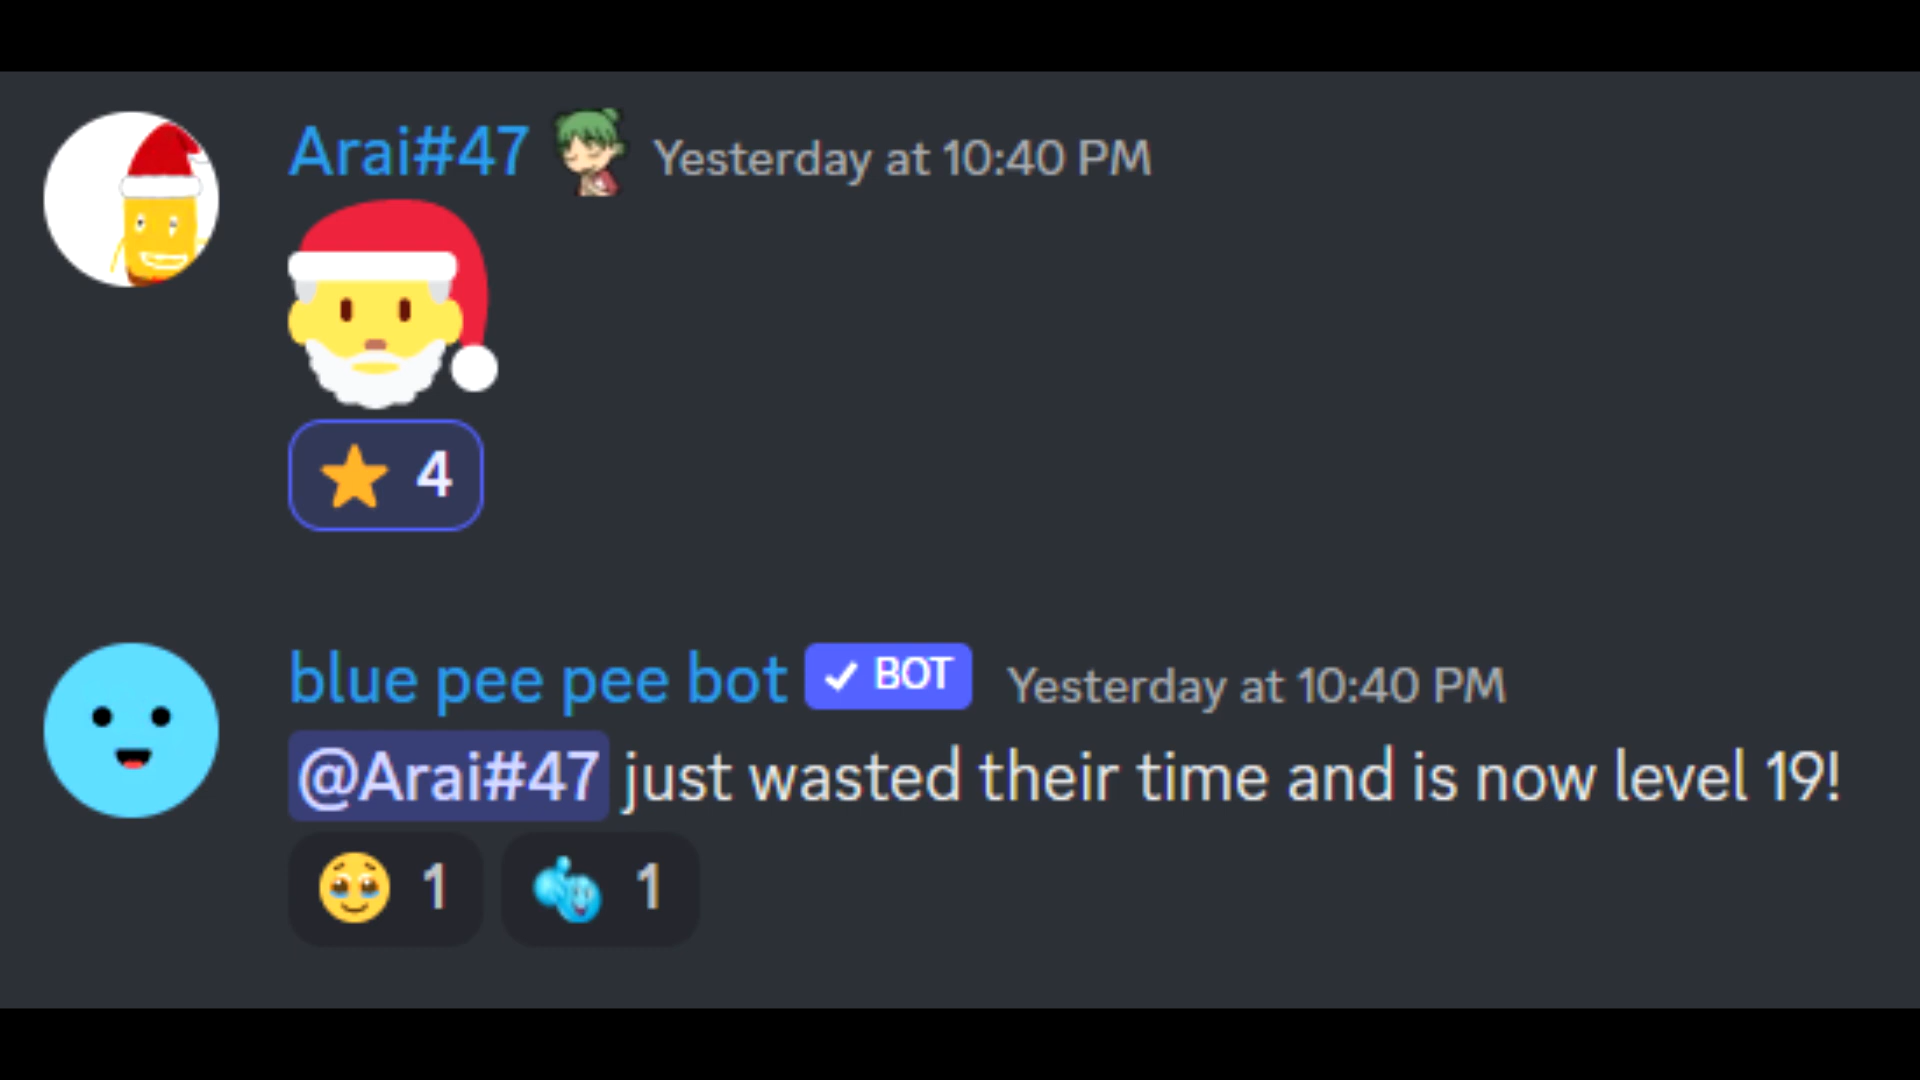 Arai#47 Yesterday at 10:40 PM
4
blue pee pee bot BOT Yesterday at 10:40 PM
@Arai#47 just wasted their time and is now level 19!
1 1